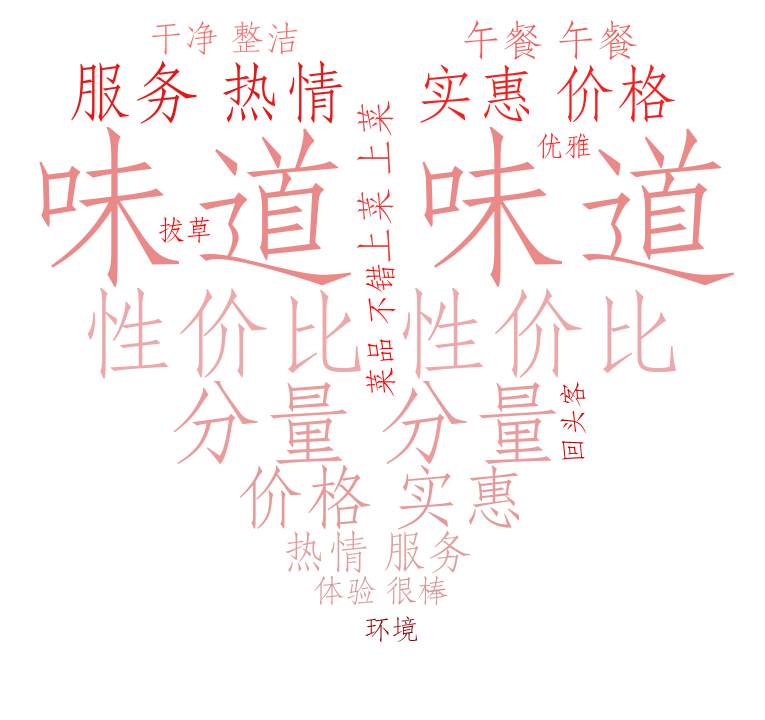 干净 整洁
午餐 午餐
服务 热情
实惠 价格
味道 味道
优雅
拔草
菜品 不错 上菜 上菜
性价比 性价比
分量 分量
回头客
价格 实惠
热情 服务
体验 很棒
环境